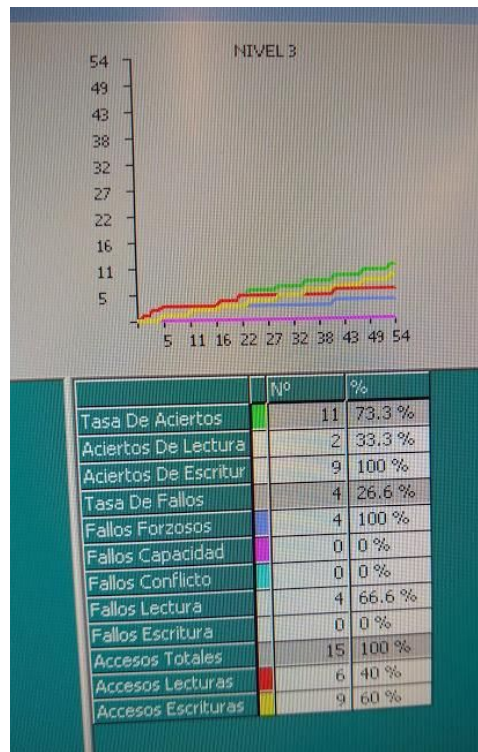 NIVEL 3
54
49
43
38
32
27
22
16
11
5
5 11 16 22 27 32 38 43 49 54
Nº %
Tasa De Aciertos 11 73.3 %
Aciertos De Lectura 2 33.3 %
Aciertos De Escritur 9 100 %
Tasa De Fallos 4 26.6 %
Fallos Forzosos 4 100 %
Fallos Capacidad 0 0 %
Fallos Conflicto 0 0 %
Fallos Lectura 4 66.6 %
Fallos Escritura 0 0 %
Accesos Totales 15 100 %
Accesos Lecturas 6 40 %
Accesos Escrituras 9 60 %